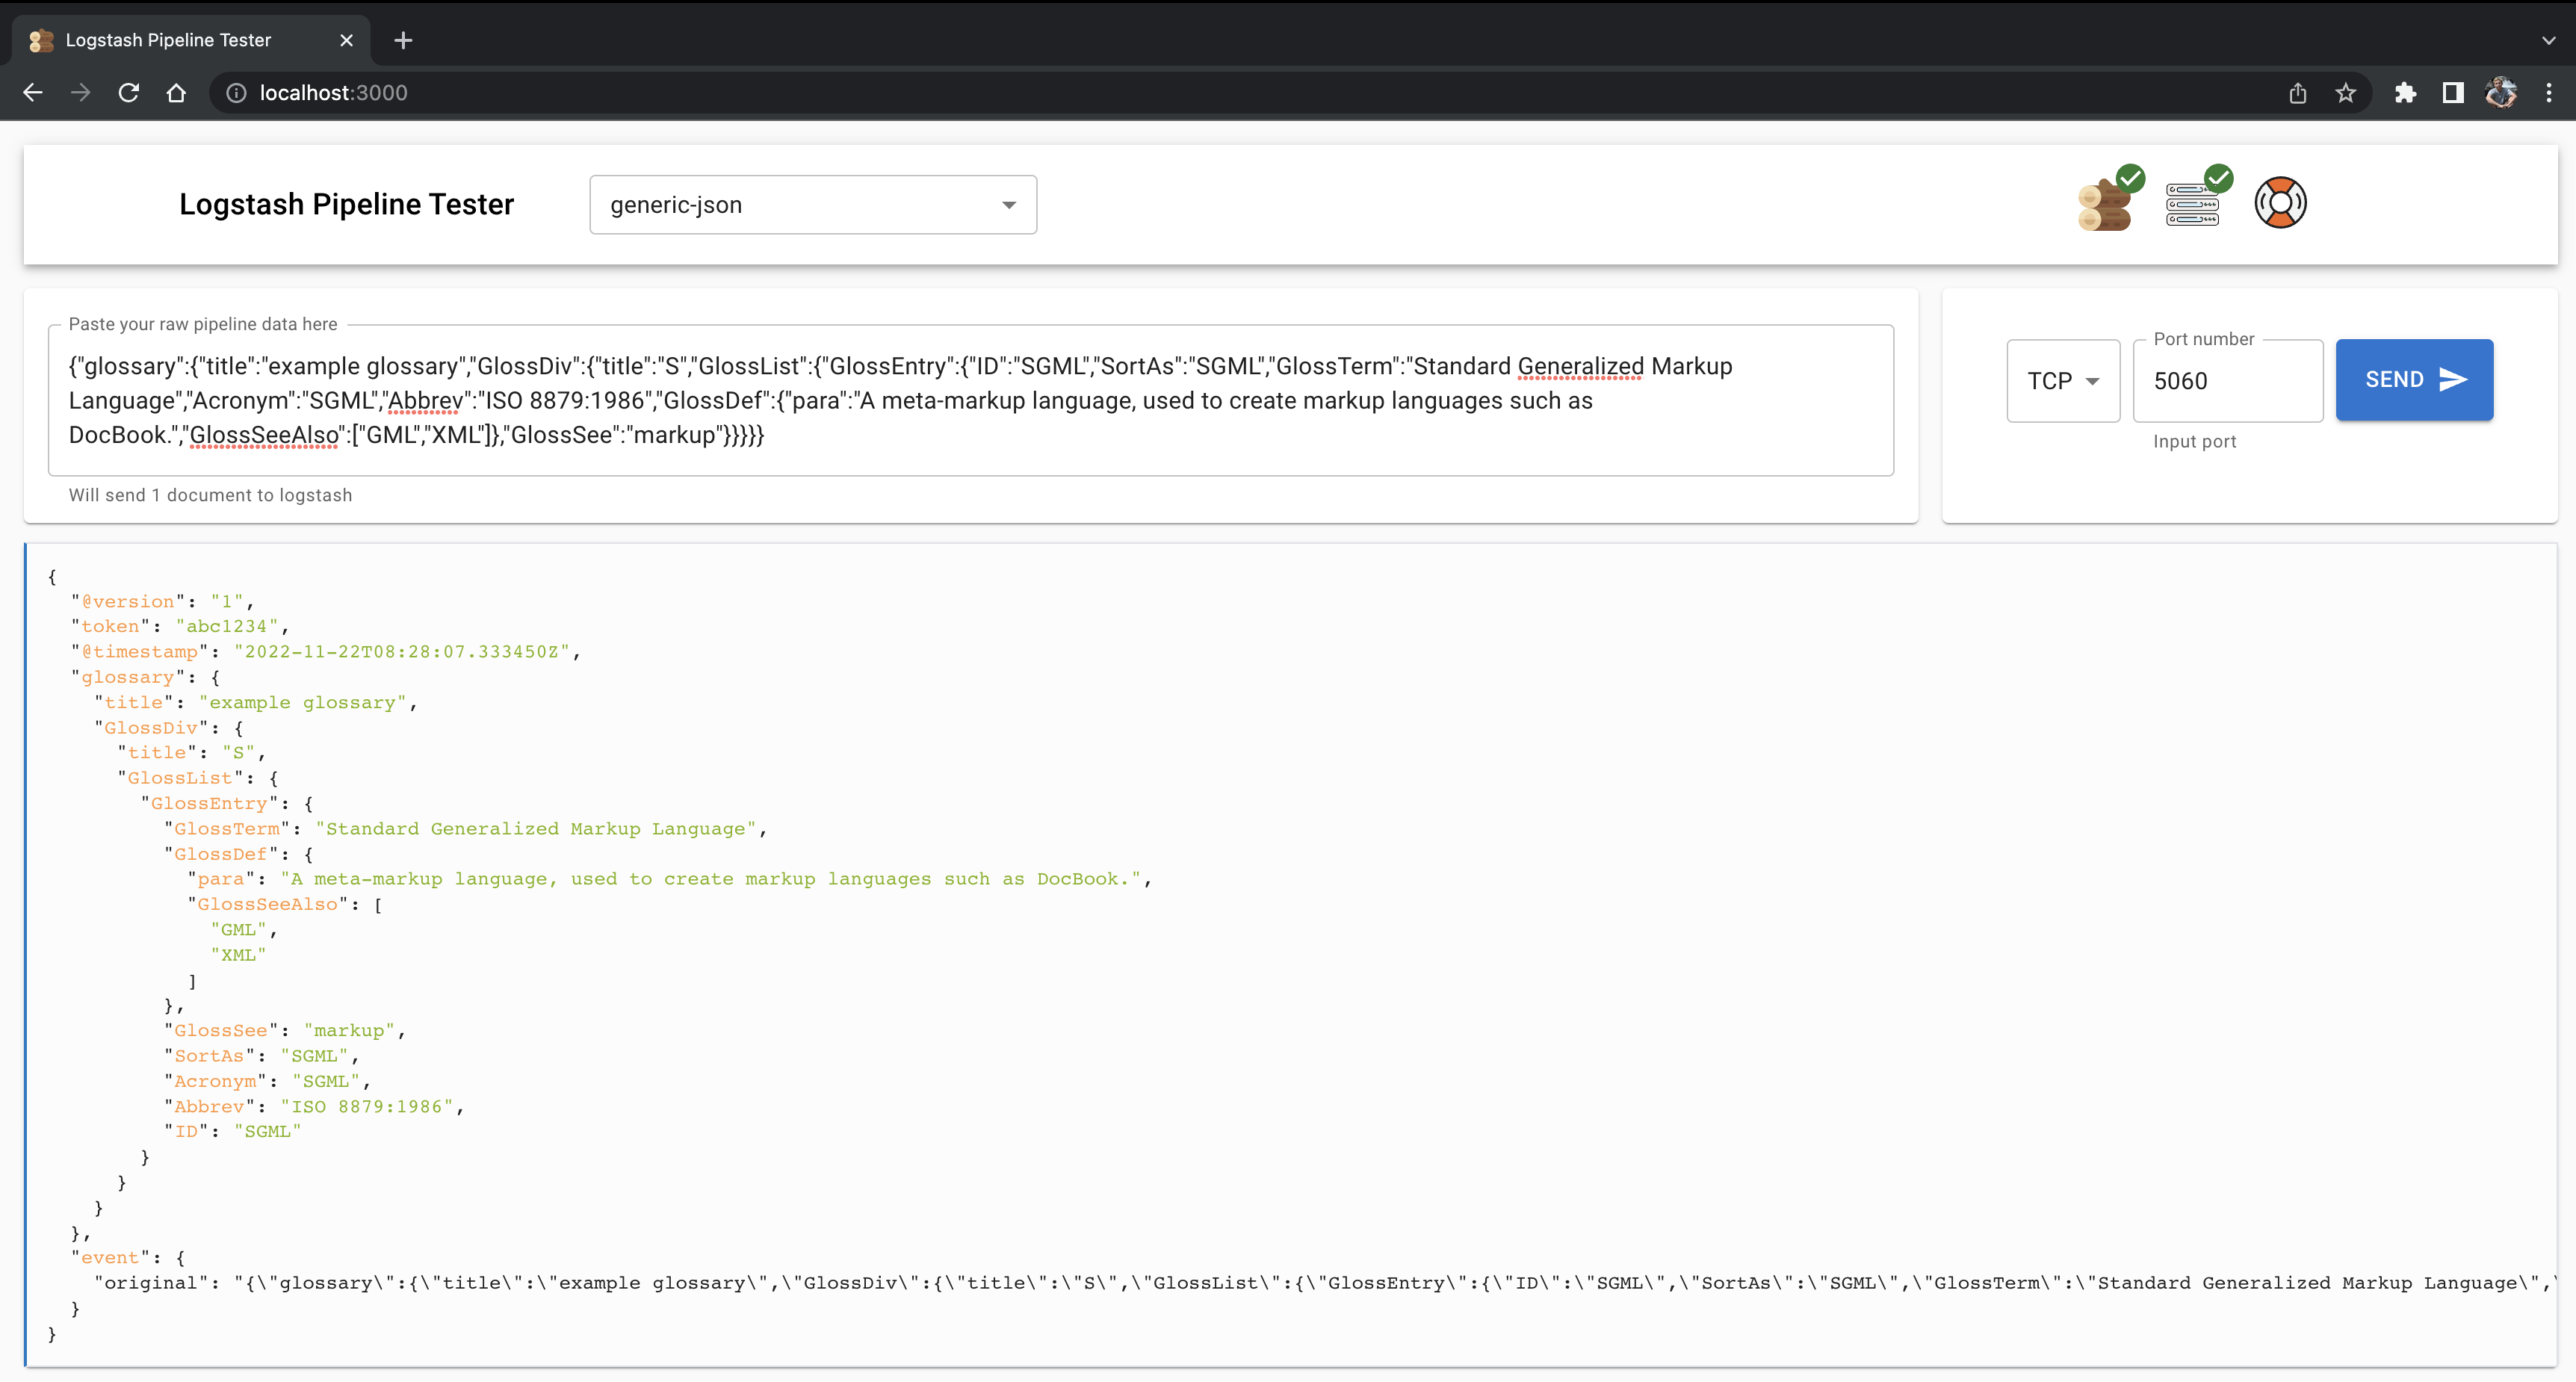 Logstash Pipeline Tester
localhost:3000
Logstash Pipeline Tester
generic-json
Paste your raw pipeline data here
{"glossary":{"title":"example glossary","GlossDiv":{"title":"S","GlossList":{"GlossEntry":{"ID":"SGML","SortAs":"SGML","GlossTerm":"Standard Generalized Markup
Language","Acronym":"SGML","Abbrev":"ISO 8879:1986","GlossDef":{"para":"A meta-markup language, used to create markup languages such as
DocBook.","GlossSeeAlso":["GML","XML"]},"GlossSee":"markup"}}}}}
Will send 1 document to logstash
TCP
Port number
5060
Input port
SEND
{
  "@version": "1",
  "token": "abc1234",
  "@timestamp": "2022-11-22T08:28:07.333450Z",
  "glossary": {
    "title": "example glossary",
    "GlossDiv": {
      "title": "S",
      "GlossList": {
        "GlossEntry": {
          "GlossTerm": "Standard Generalized Markup Language",
          "GlossDef": {
            "para": "A meta-markup language, used to create markup languages such as DocBook.",
            "GlossSeeAlso": [
              "GML",
              "XML"
            ]
          },
          "GlossSee": "markup",
          "SortAs": "SGML",
          "Acronym": "SGML",
          "Abbrev": "ISO 8879:1986",
          "ID": "SGML"
        }
      }
    }
  },
  "event": {
    "original": "{\"glossary\":{\"title\":\"example glossary\",\"GlossDiv\":{\"title\":\"S\",\"GlossList\":{\"GlossEntry\":{\"ID\":\"SGML\",\"SortAs\":\"SGML\",\"GlossTerm\":\"Standard Generalized Markup Language\",\
  }
}